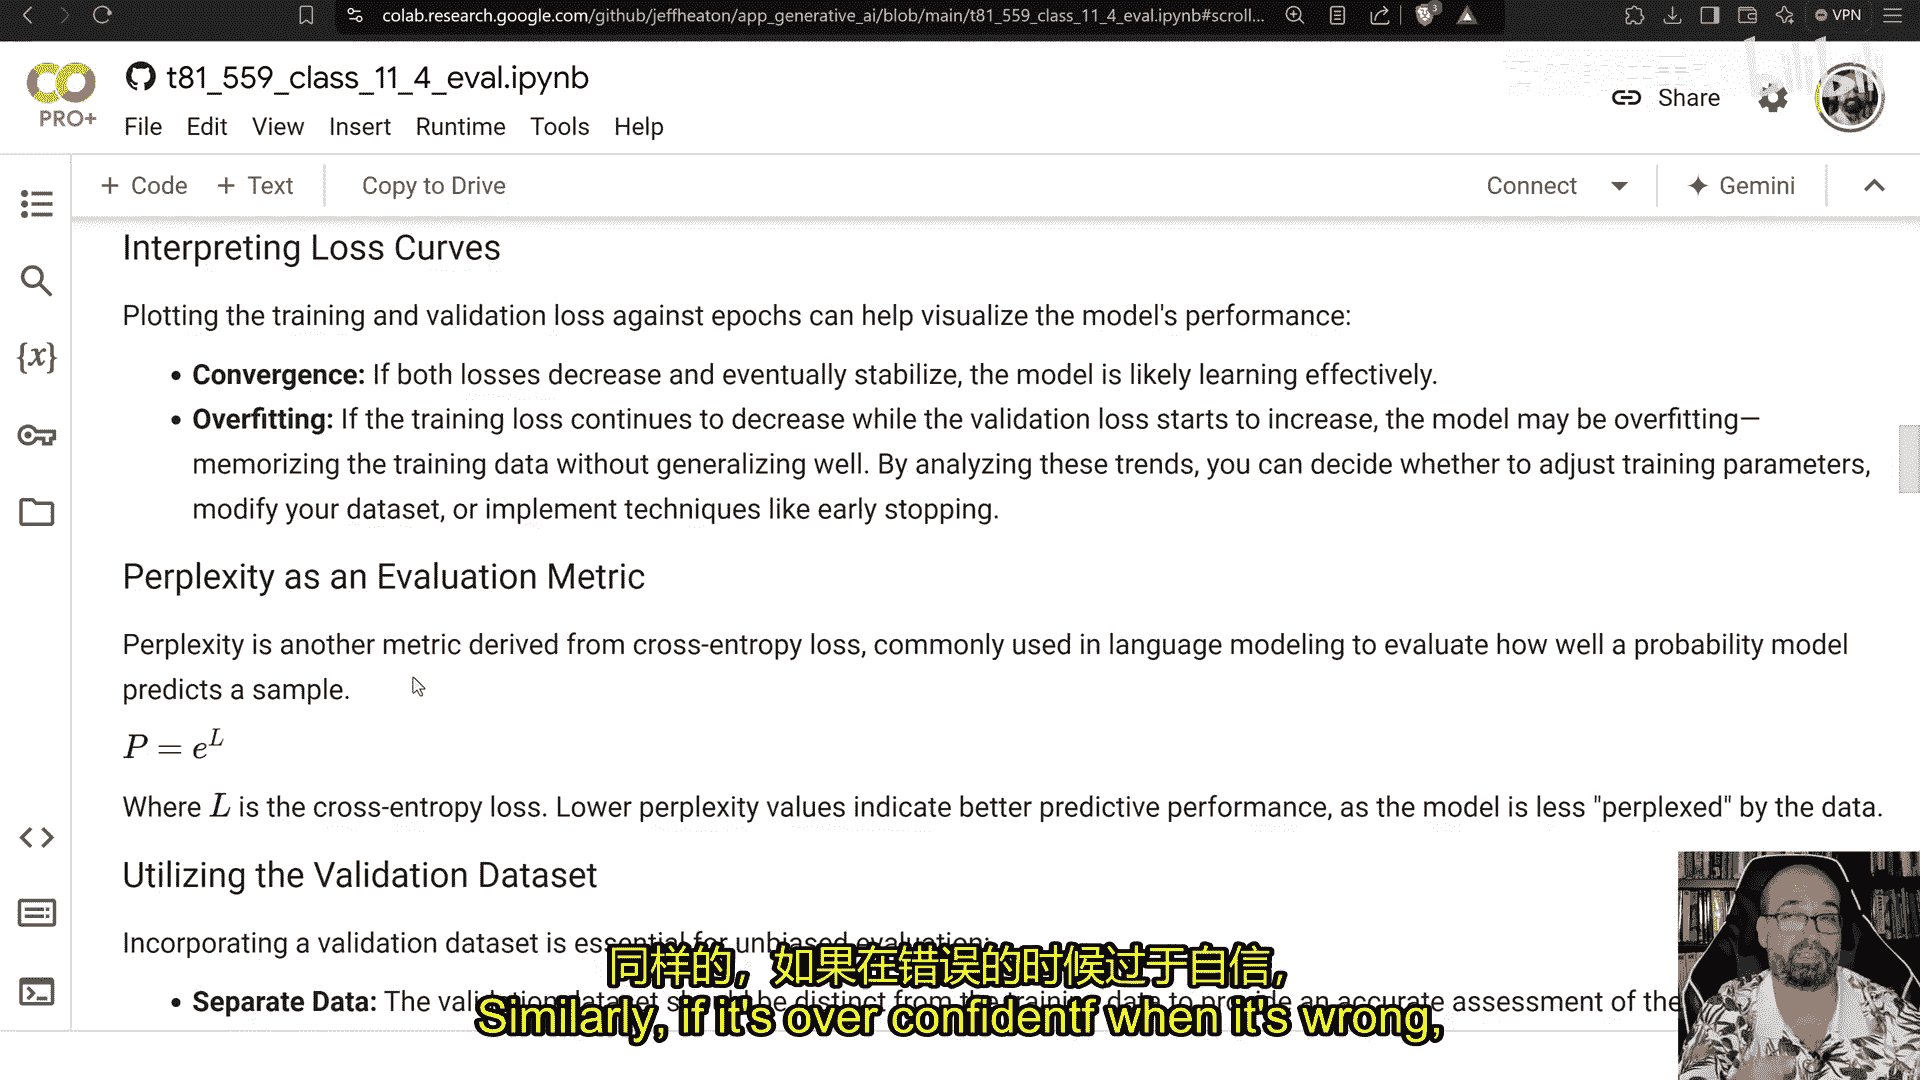 colab.research.google.com/github/jeffheaton/app_generative_ai/blob/main/t81_559_class_11_4_eval.ipynb#scroll...
3
VPN
PRO+
t81_559_class_11_4_eval.ipynb
Share
File Edit View Insert Runtime Tools Help
+ Code + Text Copy to Drive Connect Gemini
Interpreting Loss Curves
Plotting the training and validation loss against epochs can help visualize the model's performance:
• Convergence: If both losses decrease and eventually stabilize, the model is likely learning effectively.
• Overfitting: If the training loss continues to decrease while the validation loss starts to increase, the model may be overfitting—
memorizing the training data without generalizing well. By analyzing these trends, you can decide whether to adjust training parameters,
modify your dataset, or implement techniques like early stopping.
{x}
Perplexity as an Evaluation Metric
Perplexity is another metric derived from cross-entropy loss, commonly used in language modeling to evaluate how well a probability model
predicts a sample.
P = e^L
Where L is the cross-entropy loss. Lower perplexity values indicate better predictive performance, as the model is less "perplexed" by the data.
Utilizing the Validation Dataset
Incorporating a validation dataset is essential for unbiased evaluation:
• Separate Data: The validation dataset should be distinct from the training data to provide an accurate assessment of the
同样的，如果在错误的时候过于自信，
Similarly, if it's over confidentf when it's wrong,